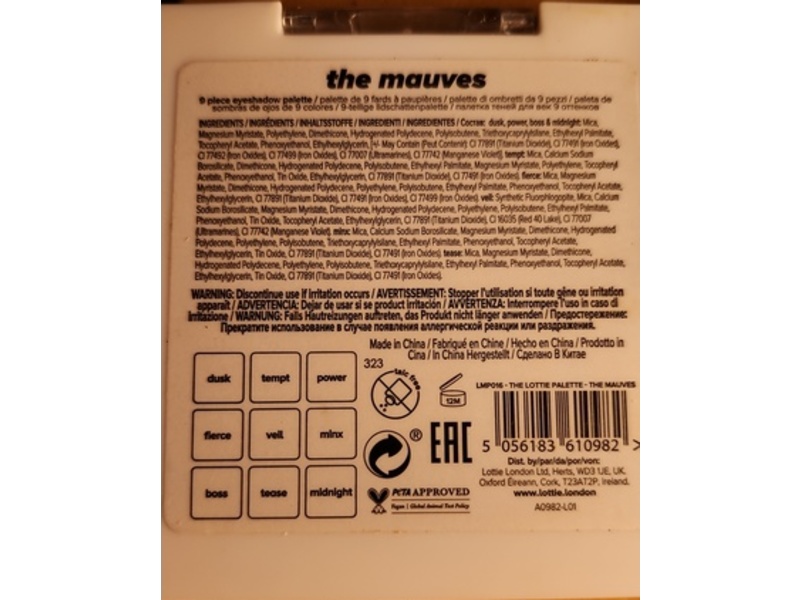 the mauves
9 piece eyeshadow palette / palette de 9 fards à paupières / palette di ombretti da 9 pezzi / paleta de
sombras de ojos de 9 colores / 9-teilige lidschattenpalette / палетка теней для век 9 оттенков
INGREDIENTS / INGRÉDIENTS / INHALTSSTOFFE / INGREDIENTI / INGREDIENTES / Состав: dusk, power, boss & midnight: Mica,
Magnesium Myristate, Polyethylene, Dimethicone, Hydrogenated Polydecene, Polyisobutene, Triethoxycaprylylsilane, Ethylhexyl Palmitate,
Tocopheryl Acetate, Phenoxyethanol, Ethylhexylglycerin, [+/- May Contain (Peut Contenir): CI 77891 (Titanium Dioxide), CI 77491 (Iron Oxides),
CI 77492 (Iron Oxides), CI 77499 (Iron Oxides), CI 77007 (Ultramarines), CI 77742 (Manganese Violet)]. tempt: Mica, Calcium Sodium
Borosilicate, Dimethicone, Hydrogenated Polydecene, Polyisobutene, Ethylhexyl Palmitate, Magnesium Myristate, Polyethylene, Tocopheryl
Acetate, Phenoxyethanol, Tin Oxide, Ethylhexylglycerin, CI 77891 (Titanium Dioxide), CI 77491 (Iron Oxides). fierce: Mica, Magnesium
Myristate, Dimethicone, Hydrogenated Polydecene, Polyethylene, Polyisobutene, Ethylhexyl Palmitate, Phenoxyethanol, Tocopheryl Acetate,
Ethylhexylglycerin, CI 77891 (Titanium Dioxide), CI 77491 (Iron Oxides), CI 77499 (Iron Oxides). veil: Synthetic Fluorphlogopite, Mica, Calcium
Sodium Borosilicate, Magnesium Myristate, Dimethicone, Hydrogenated Polydecene, Polyethylene, Polyisobutene, Ethylhexyl Palmitate,
Phenoxyethanol, Tin Oxide, Tocopheryl Acetate, Ethylhexylglycerin, CI 77891 (Titanium Dioxide), CI 16035 (Red 40 Lake), CI 77007
(Ultramarines), CI 77742 (Manganese Violet). minx: Mica, Calcium Sodium Borosilicate, Magnesium Myristate, Dimethicone, Hydrogenated
Polydecene, Polyethylene, Polyisobutene, Triethoxycaprylylsilane, Ethylhexyl Palmitate, Phenoxyethanol, Tocopheryl Acetate,
Ethylhexylglycerin, Tin Oxide, CI 77891 (Titanium Dioxide), CI 77491 (Iron Oxides). tease: Mica, Magnesium Myristate, Dimethicone,
Hydrogenated Polydecene, Polyethylene, Polyisobutene, Triethoxycaprylylsilane, Ethylhexyl Palmitate, Phenoxyethanol, Tocopheryl Acetate,
Ethylhexylglycerin, Tin Oxide, CI 77891 (Titanium Dioxide), CI 77491 (Iron Oxides).
WARNING: Discontinue use if irritation occurs / AVERTISSEMENT: Stopper l'utilisation si toute gêne ou irritation
apparaît / ADVERTENCIA: Dejar de usar si se product irritación / AVVERTENZA: Interrompere l'uso in caso di
irritazione / WARNUNG: Falls Hautreizungen auftreten, das Produkt nicht länger anwenden / Предостережение:
Прекратите использование в случае появления аллергической реакции или раздражения.
Made in China / Fabriqué en Chine / Hecho en China / Prodotto in
Cina / In China Hergestellt / Сделано В Китае
323
talc free
dusk tempt power
fierce veil minx
boss tease midnight
12M
®
EAC
PETA APPROVED
Vegan | Global Animal Test Policy
LMP016 - THE LOTTIE PALETTE - THE MAUVES
5 056183 610982 >
Dist. by/par/da/por/von:
Lottie London Ltd, Herts, WD3 1JE, UK.
Oxford Éireann, Cork, T23AT2P, Ireland.
www.lottie.london
A0982-L01